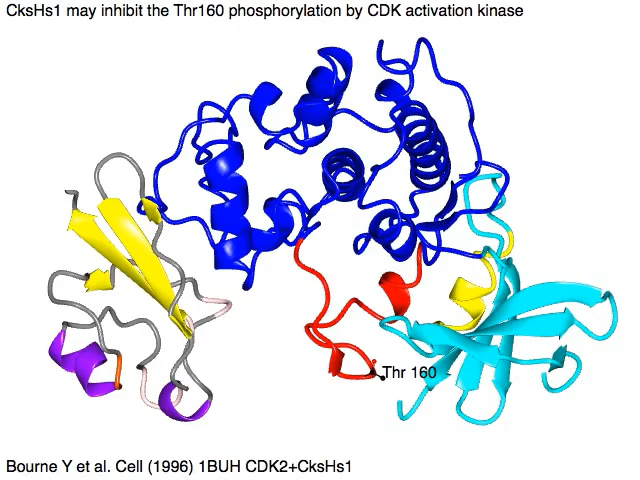 CksHs1 may inhibit the Thr160 phosphorylation by CDK activation kinase
Thr 160
Bourne Y et al. Cell (1996) 1BUH CDK2+CksHs1